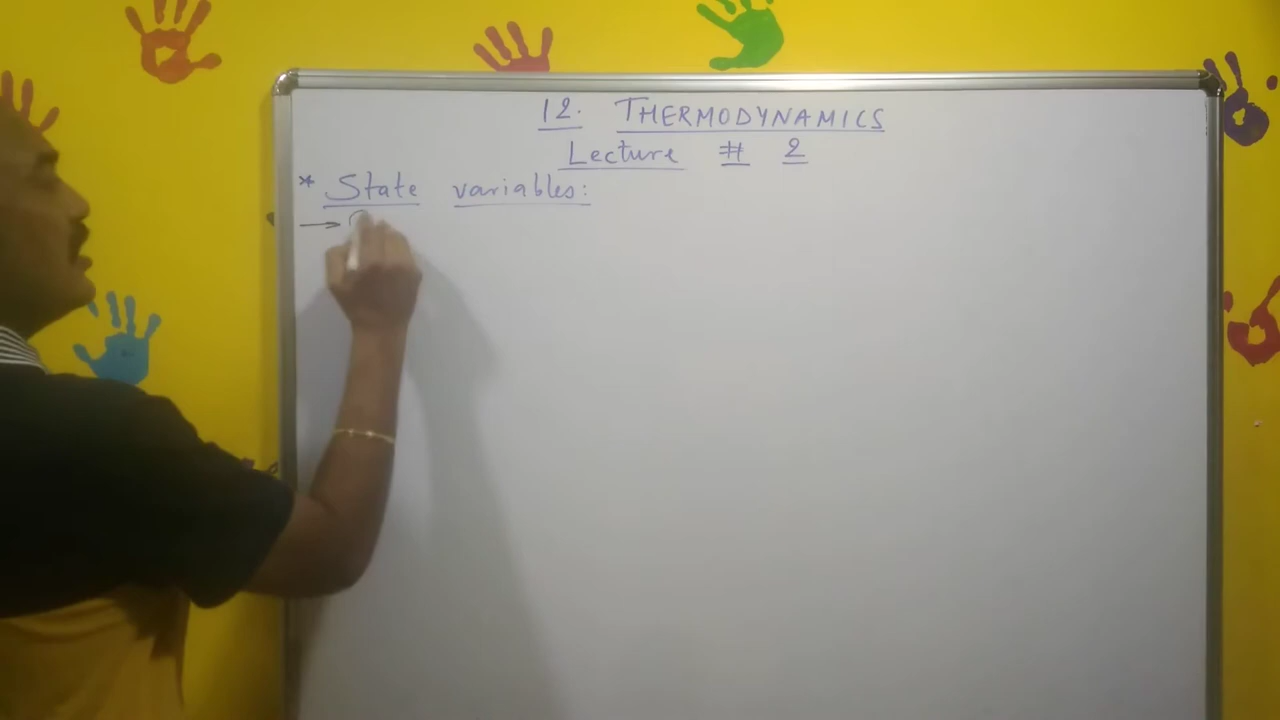 12. THERMODYNAMICS
Lecture # 2
* State variables:
→